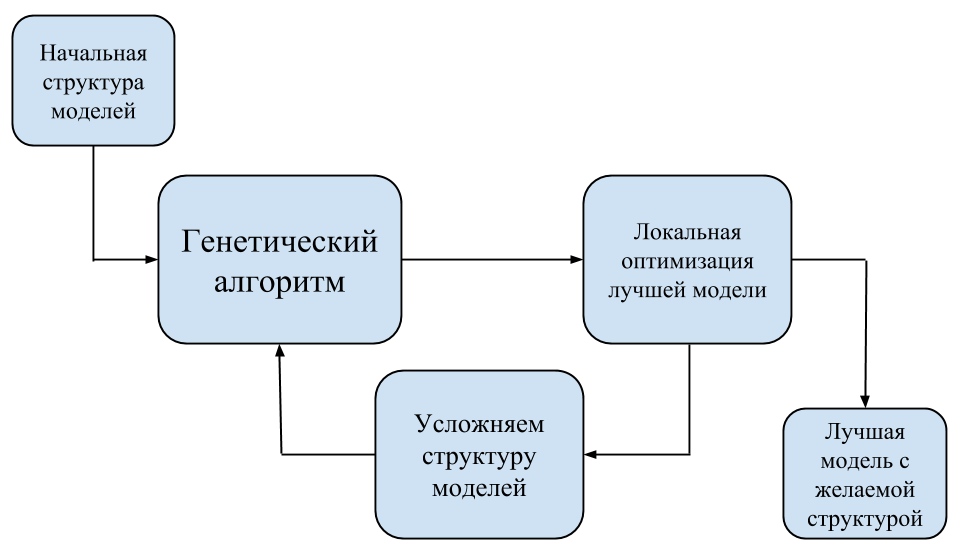 Начальная
структура
моделей
Генетический
алгоритм
Локальная
оптимизация
лучшей модели
Усложняем
структуру
моделей
Лучшая
модель с
желаемой
структурой